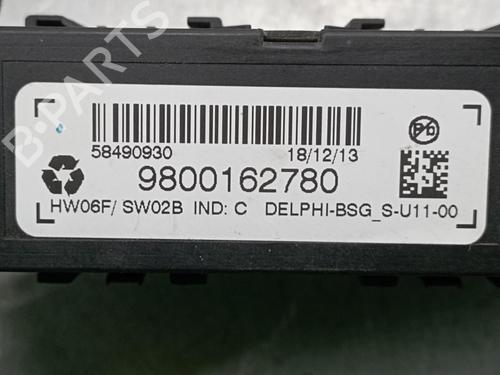 58490930 18/12/13
9800162780
HW06F/ SW02B IND: C DELPHI-BSG_S-U11-00
B-PARTS
Pb